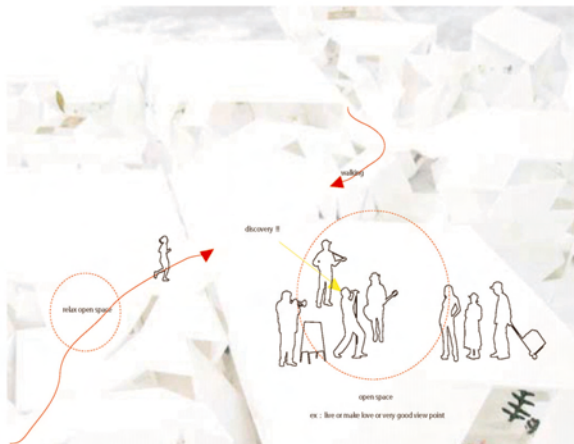 walking
discovery !!!
relax open space
open space
ex : live or make love or very good view point